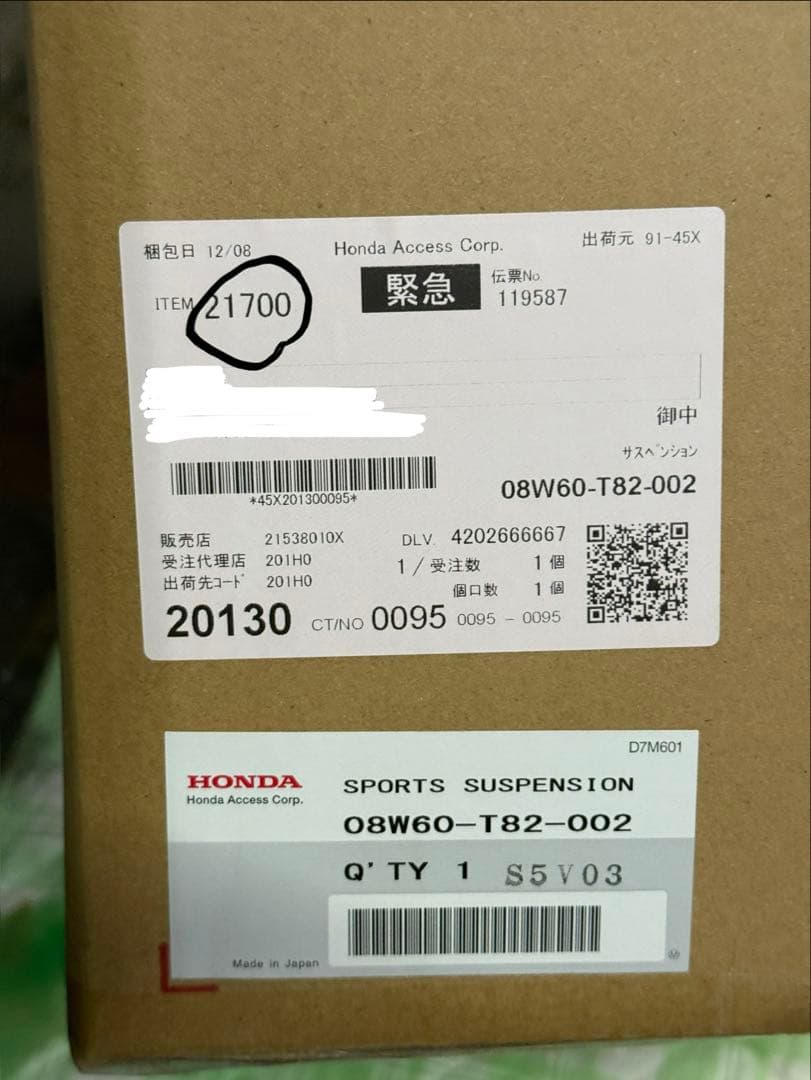 梱包日 12/08
Honda Access Corp.
出荷元 91-45X
ITEM 21700
緊急
伝票No.
119587
御中
サスペンション
08W60-T82-002
*45X201300095*
販売店 21538010X
DLV. 4202666667
受注代理店 201H0
1/受注数 1個
出荷先コード 201H0
個口数 1個
20130 CT/NO 0095 0095 - 0095
D7M601
HONDA
Honda Access Corp.
SPORTS SUSPENSION
08W60-T82-002
Q'TY 1 S5V03
Made in Japan